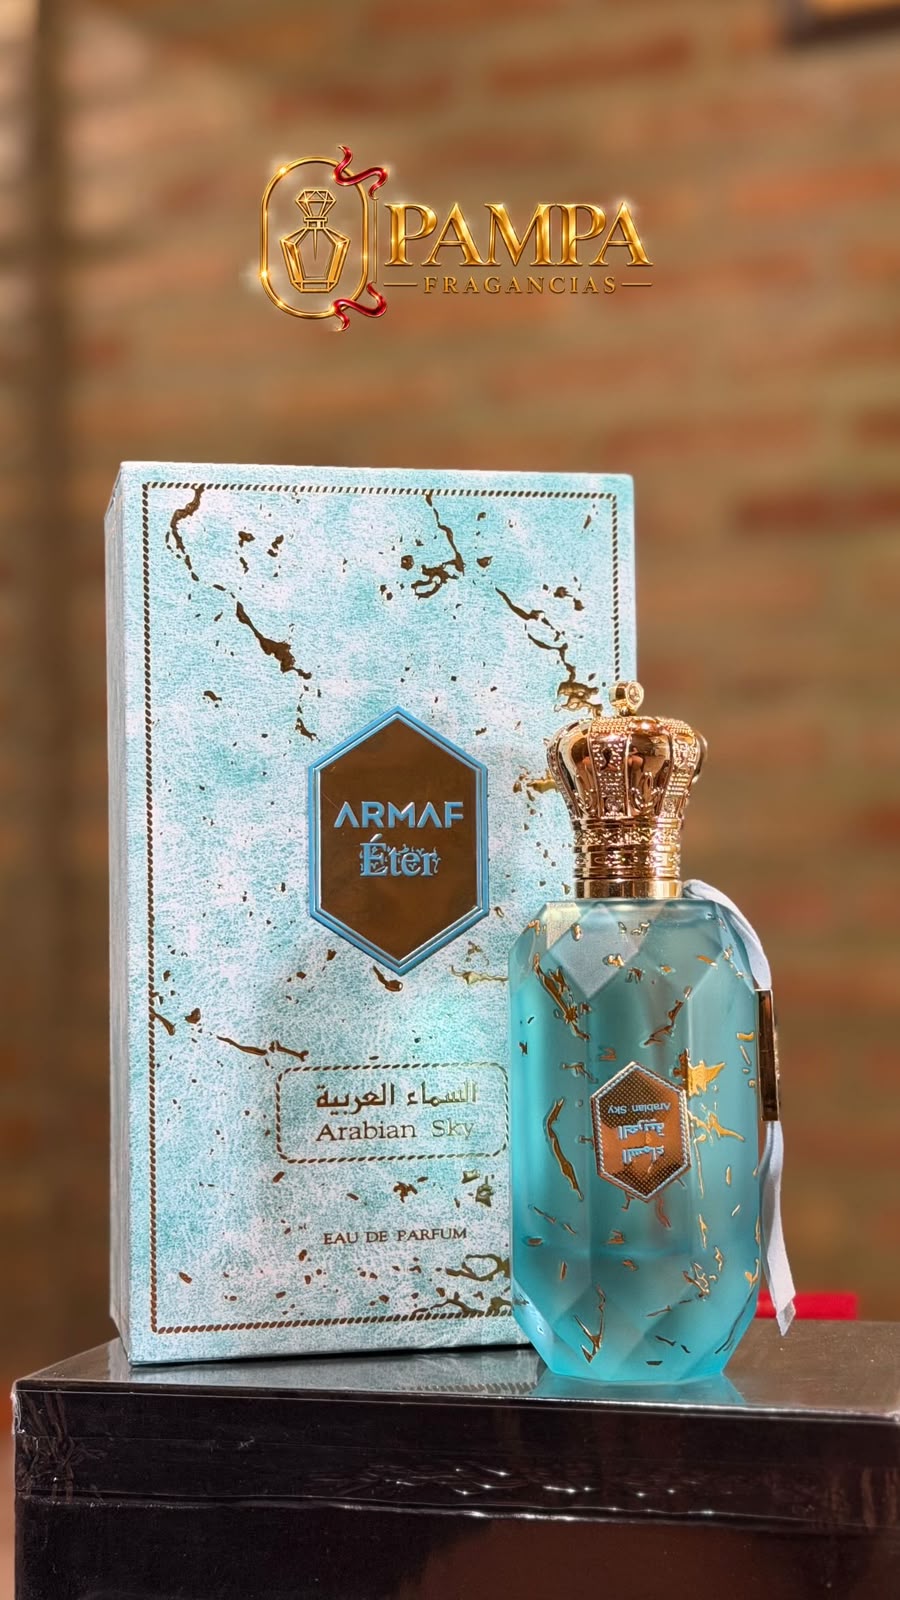 PAMPA
FRAGANCIAS
ARMAF
Éter
السماء العربية
Arabian Sky
EAU DE PARFUM
السماء
العربية
Arabian Sky